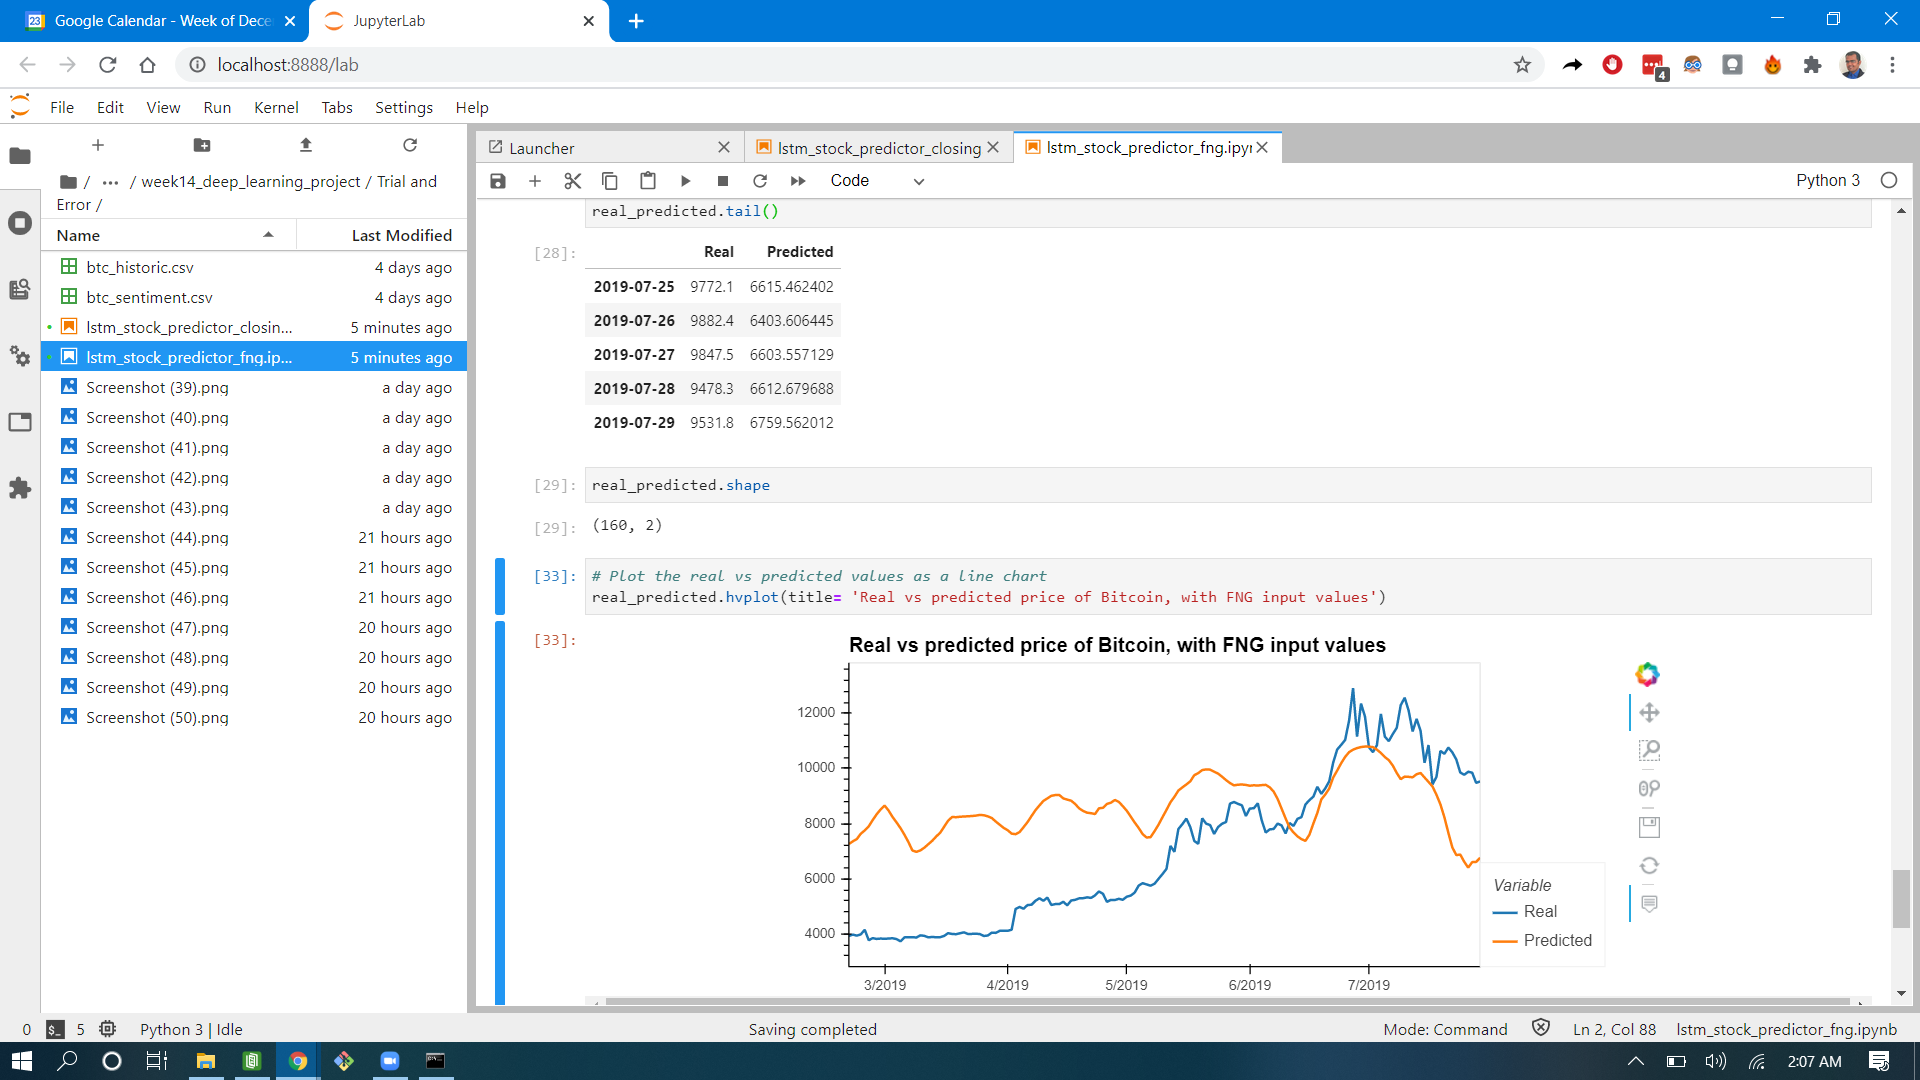 Google Calendar - Week of Dece
JupyterLab
localhost:8888/lab
4
File Edit View Run Kernel Tabs Settings Help
/ ... / week14_deep_learning_project / Trial and
Error /
Name Last Modified
btc_historic.csv 4 days ago
btc_sentiment.csv 4 days ago
lstm_stock_predictor_closin... 5 minutes ago
lstm_stock_predictor_fng.ip... 5 minutes ago
Screenshot (39).png a day ago
Screenshot (40).png a day ago
Screenshot (41).png a day ago
Screenshot (42).png a day ago
Screenshot (43).png a day ago
Screenshot (44).png 21 hours ago
Screenshot (45).png 21 hours ago
Screenshot (46).png 21 hours ago
Screenshot (47).png 20 hours ago
Screenshot (48).png 20 hours ago
Screenshot (49).png 20 hours ago
Screenshot (50).png 20 hours ago
Launcher
lstm_stock_predictor_closing
lstm_stock_predictor_fng.ipyr
Code
Python 3
real_predicted.tail()
[28]:
Real Predicted
2019-07-25 9772.1 6615.462402
2019-07-26 9882.4 6403.606445
2019-07-27 9847.5 6603.557129
2019-07-28 9478.3 6612.679688
2019-07-29 9531.8 6759.562012
[29]: real_predicted.shape
[29]: (160, 2)
[33]: # Plot the real vs predicted values as a line chart
real_predicted.hvplot(title= 'Real vs predicted price of Bitcoin, with FNG input values')
[33]:
Real vs predicted price of Bitcoin, with FNG input values
12000
10000
8000
6000
4000
3/2019 4/2019 5/2019 6/2019 7/2019
Variable
Real
Predicted
0 $_ 5 Python 3 | Idle
Saving completed
Mode: Command Ln 2, Col 88 lstm_stock_predictor_fng.ipynb
2:07 AM